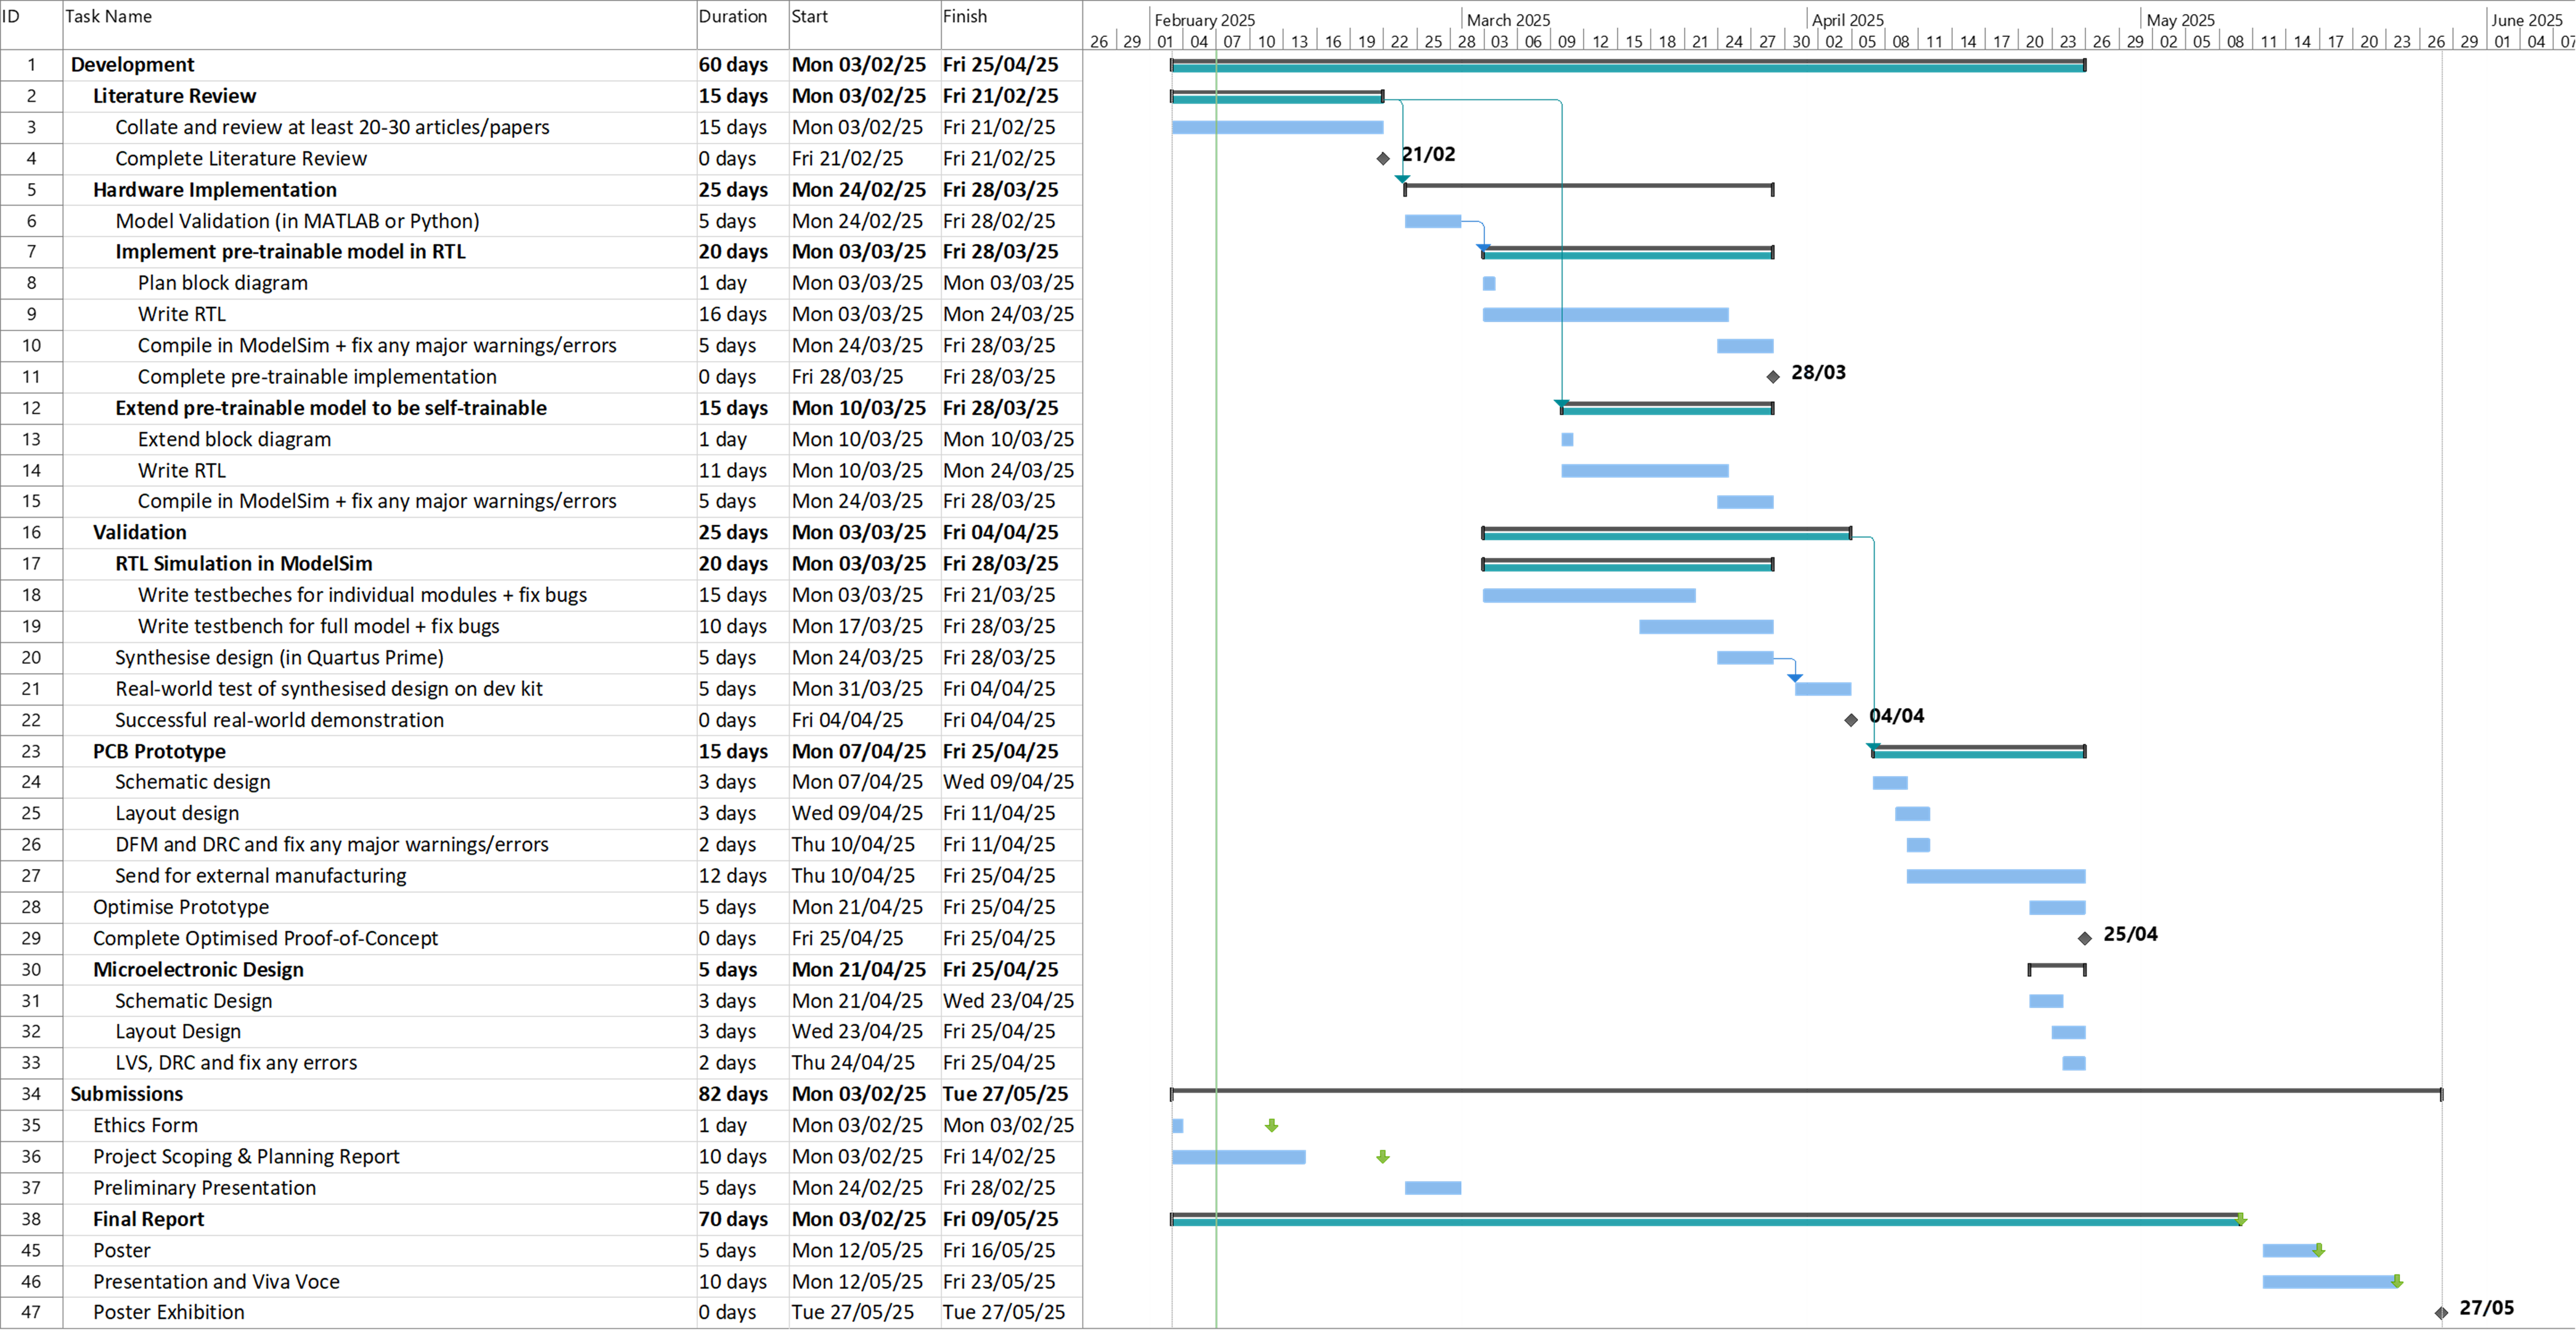 ID Task Name Duration Start Finish
February 2025 March 2025 April 2025 May 2025 June 2025
26 29 01 04 07 10 13 16 19 22 25 28 03 06 09 12 15 18 21 24 27 30 02 05 08 11 14 17 20 23 26 29 02 05 08 11 14 17 20 23 26 29 01 04 07
1 Development 60 days Mon 03/02/25 Fri 25/04/25
2 Literature Review 15 days Mon 03/02/25 Fri 21/02/25
3 Collate and review at least 20-30 articles/papers 15 days Mon 03/02/25 Fri 21/02/25
4 Complete Literature Review 0 days Fri 21/02/25 Fri 21/02/25 21/02
5 Hardware Implementation 25 days Mon 24/02/25 Fri 28/03/25
6 Model Validation (in MATLAB or Python) 5 days Mon 24/02/25 Fri 28/02/25
7 Implement pre-trainable model in RTL 20 days Mon 03/03/25 Fri 28/03/25
8 Plan block diagram 1 day Mon 03/03/25 Mon 03/03/25
9 Write RTL 16 days Mon 03/03/25 Mon 24/03/25
10 Compile in ModelSim + fix any major warnings/errors 5 days Mon 24/03/25 Fri 28/03/25
11 Complete pre-trainable implementation 0 days Fri 28/03/25 Fri 28/03/25 28/03
12 Extend pre-trainable model to be self-trainable 15 days Mon 10/03/25 Fri 28/03/25
13 Extend block diagram 1 day Mon 10/03/25 Mon 10/03/25
14 Write RTL 11 days Mon 10/03/25 Mon 24/03/25
15 Compile in ModelSim + fix any major warnings/errors 5 days Mon 24/03/25 Fri 28/03/25
16 Validation 25 days Mon 03/03/25 Fri 04/04/25
17 RTL Simulation in ModelSim 20 days Mon 03/03/25 Fri 28/03/25
18 Write testbeches for individual modules + fix bugs 15 days Mon 03/03/25 Fri 21/03/25
19 Write testbench for full model + fix bugs 10 days Mon 17/03/25 Fri 28/03/25
20 Synthesise design (in Quartus Prime) 5 days Mon 24/03/25 Fri 28/03/25
21 Real-world test of synthesised design on dev kit 5 days Mon 31/03/25 Fri 04/04/25
22 Successful real-world demonstration 0 days Fri 04/04/25 Fri 04/04/25 04/04
23 PCB Prototype 15 days Mon 07/04/25 Fri 25/04/25
24 Schematic design 3 days Mon 07/04/25 Wed 09/04/25
25 Layout design 3 days Wed 09/04/25 Fri 11/04/25
26 DFM and DRC and fix any major warnings/errors 2 days Thu 10/04/25 Fri 11/04/25
27 Send for external manufacturing 12 days Thu 10/04/25 Fri 25/04/25
28 Optimise Prototype 5 days Mon 21/04/25 Fri 25/04/25
29 Complete Optimised Proof-of-Concept 0 days Fri 25/04/25 Fri 25/04/25 25/04
30 Microelectronic Design 5 days Mon 21/04/25 Fri 25/04/25
31 Schematic Design 3 days Mon 21/04/25 Wed 23/04/25
32 Layout Design 3 days Wed 23/04/25 Fri 25/04/25
33 LVS, DRC and fix any errors 2 days Thu 24/04/25 Fri 25/04/25
34 Submissions 82 days Mon 03/02/25 Tue 27/05/25
35 Ethics Form 1 day Mon 03/02/25 Mon 03/02/25
36 Project Scoping & Planning Report 10 days Mon 03/02/25 Fri 14/02/25
37 Preliminary Presentation 5 days Mon 24/02/25 Fri 28/02/25
38 Final Report 70 days Mon 03/02/25 Fri 09/05/25
45 Poster 5 days Mon 12/05/25 Fri 16/05/25
46 Presentation and Viva Voce 10 days Mon 12/05/25 Fri 23/05/25
47 Poster Exhibition 0 days Tue 27/05/25 Tue 27/05/25 27/05